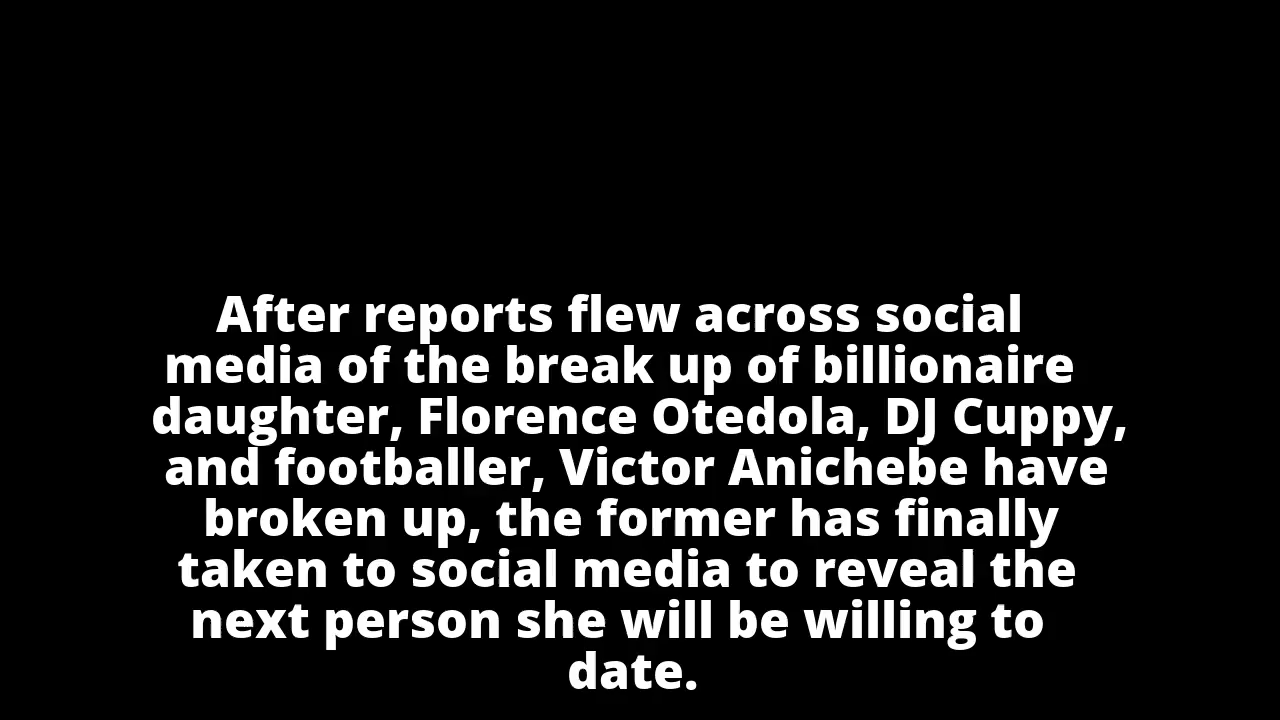 After reports flew across social
media of the break up of billionaire
daughter, Florence Otedola, DJ Cuppy,
and footballer, Victor Anichebe have
broken up, the former has finally
taken to social media to reveal the
next person she will be willing to
date.